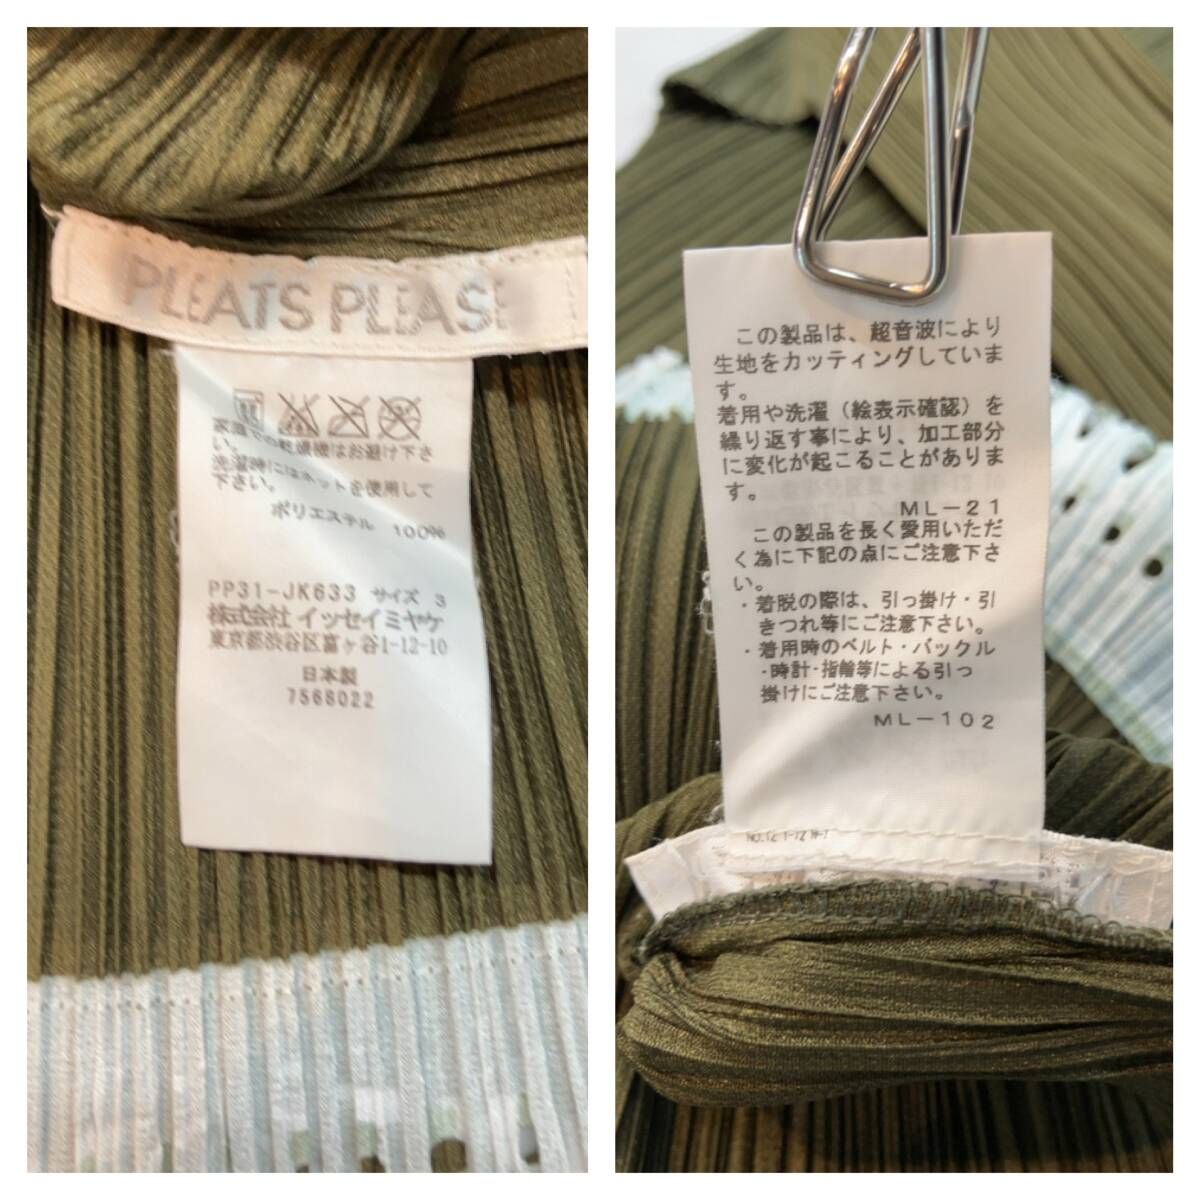 PLEATS PLEASE
家庭での乾燥機はお避け下さ
い。
洗濯時にはネットを使用して
下さい。
ポリエステル 100%
PP31-JK633 サイズ 3
株式会社 イッセイミヤケ
東京都渋谷区富ヶ谷1-12-10
日本製
7568022
この製品は、超音波により
生地をカッティングしていま
す。
着用や洗濯（絵表示確認）を
繰り返す事により、加工部分
に変化が起こることがありま
す。
ML-21
この製品を長く愛用いただ
く為に下記の点にご注意下さ
い。
・着脱の際は、引っ掛け・引
きつれ等にご注意下さい。
・着用時のベルト・バックル
・時計・指輪等による引っ
掛けにご注意下さい。
ML-102